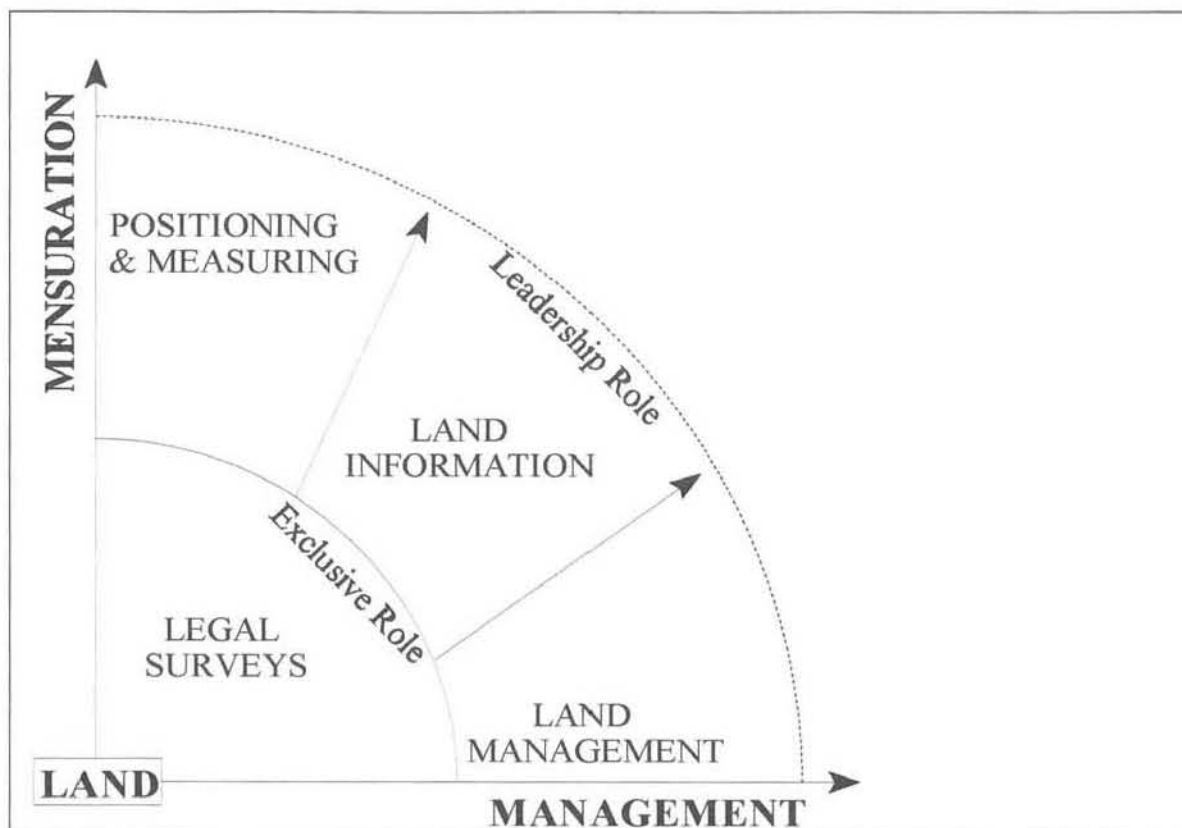 MENSURATION
POSITIONING
& MEASURING
Leadership Role
LAND
INFORMATION
Exclusive Role
LEGAL
SURVEYS
LAND
MANAGEMENT
LAND
MANAGEMENT